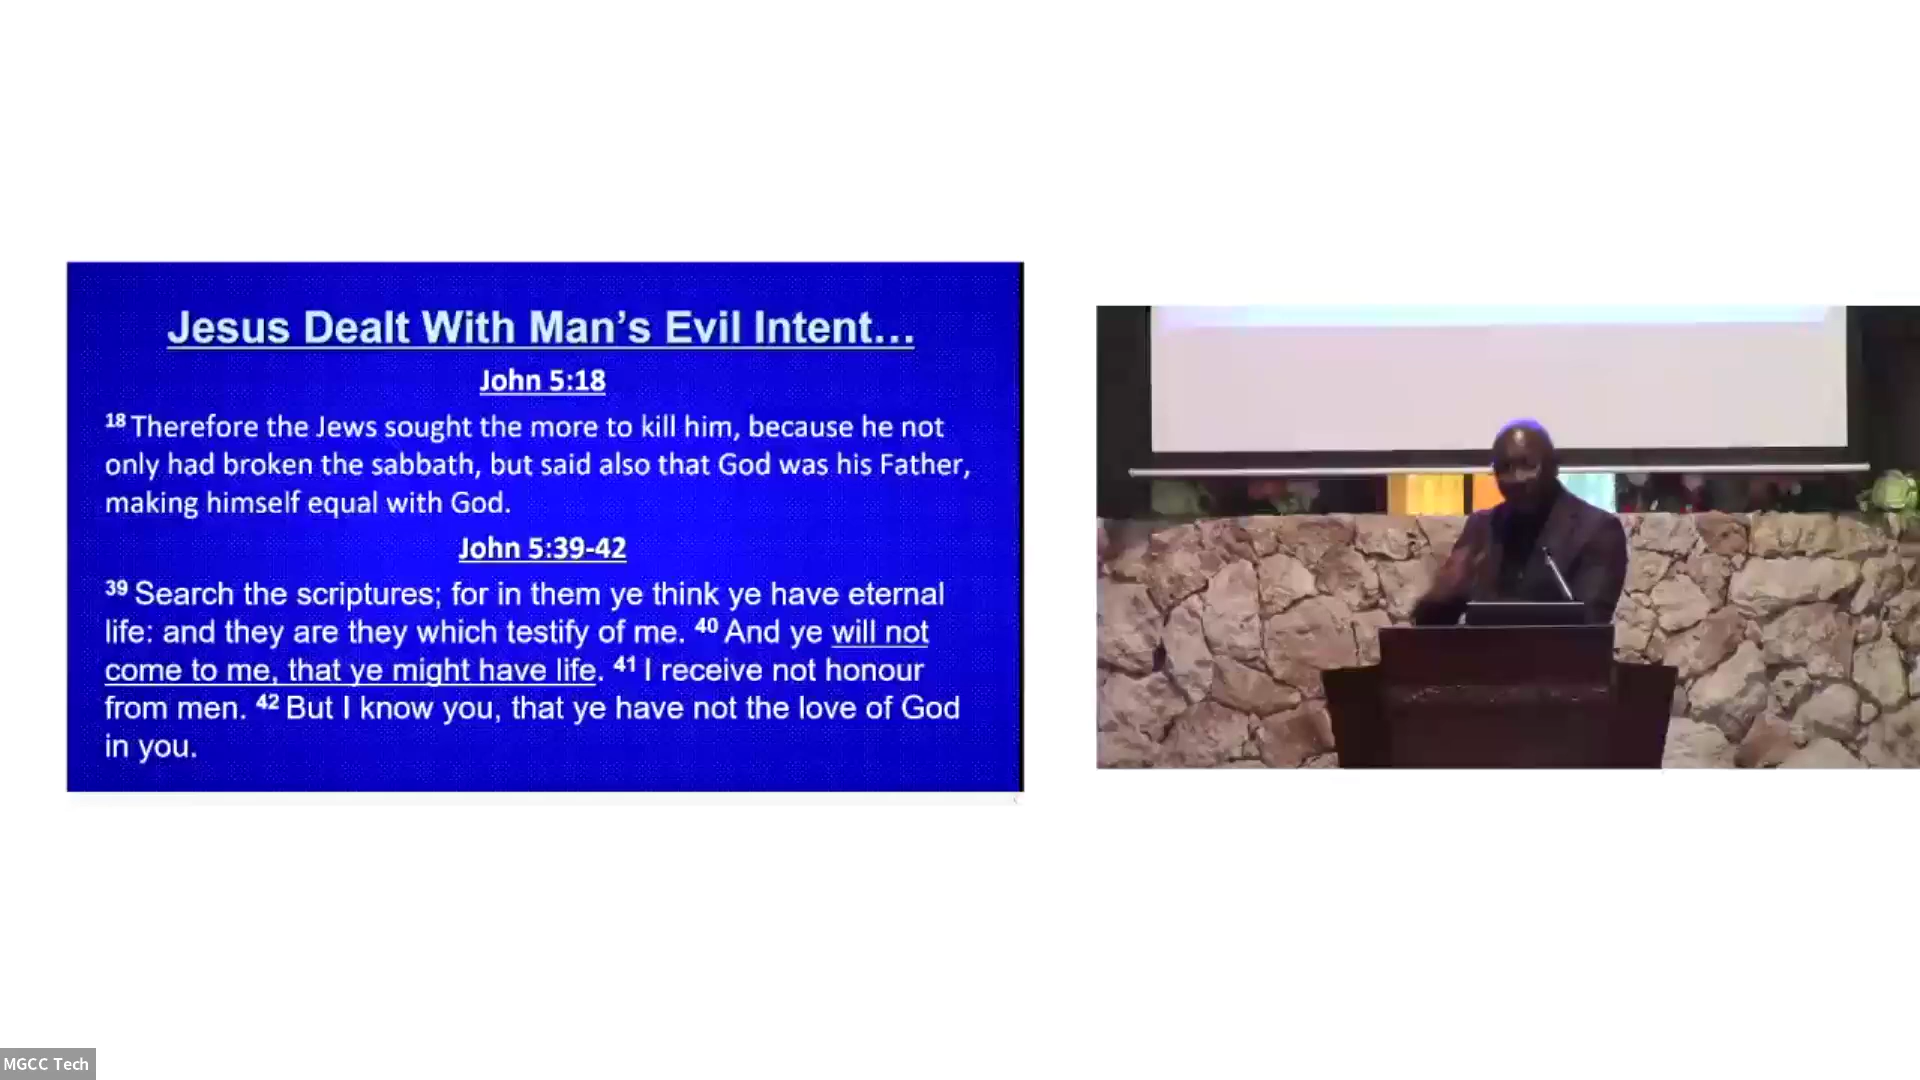 Jesus Dealt With Man’s Evil Intent…
John 5:18
18 Therefore the Jews sought the more to kill him, because he not
only had broken the sabbath, but said also that God was his Father,
making himself equal with God.
John 5:39-42
39 Search the scriptures; for in them ye think ye have eternal
life: and they are they which testify of me. 40 And ye will not
come to me, that ye might have life. 41 I receive not honour
from men. 42 But I know you, that ye have not the love of God
in you.
MGCC Tech